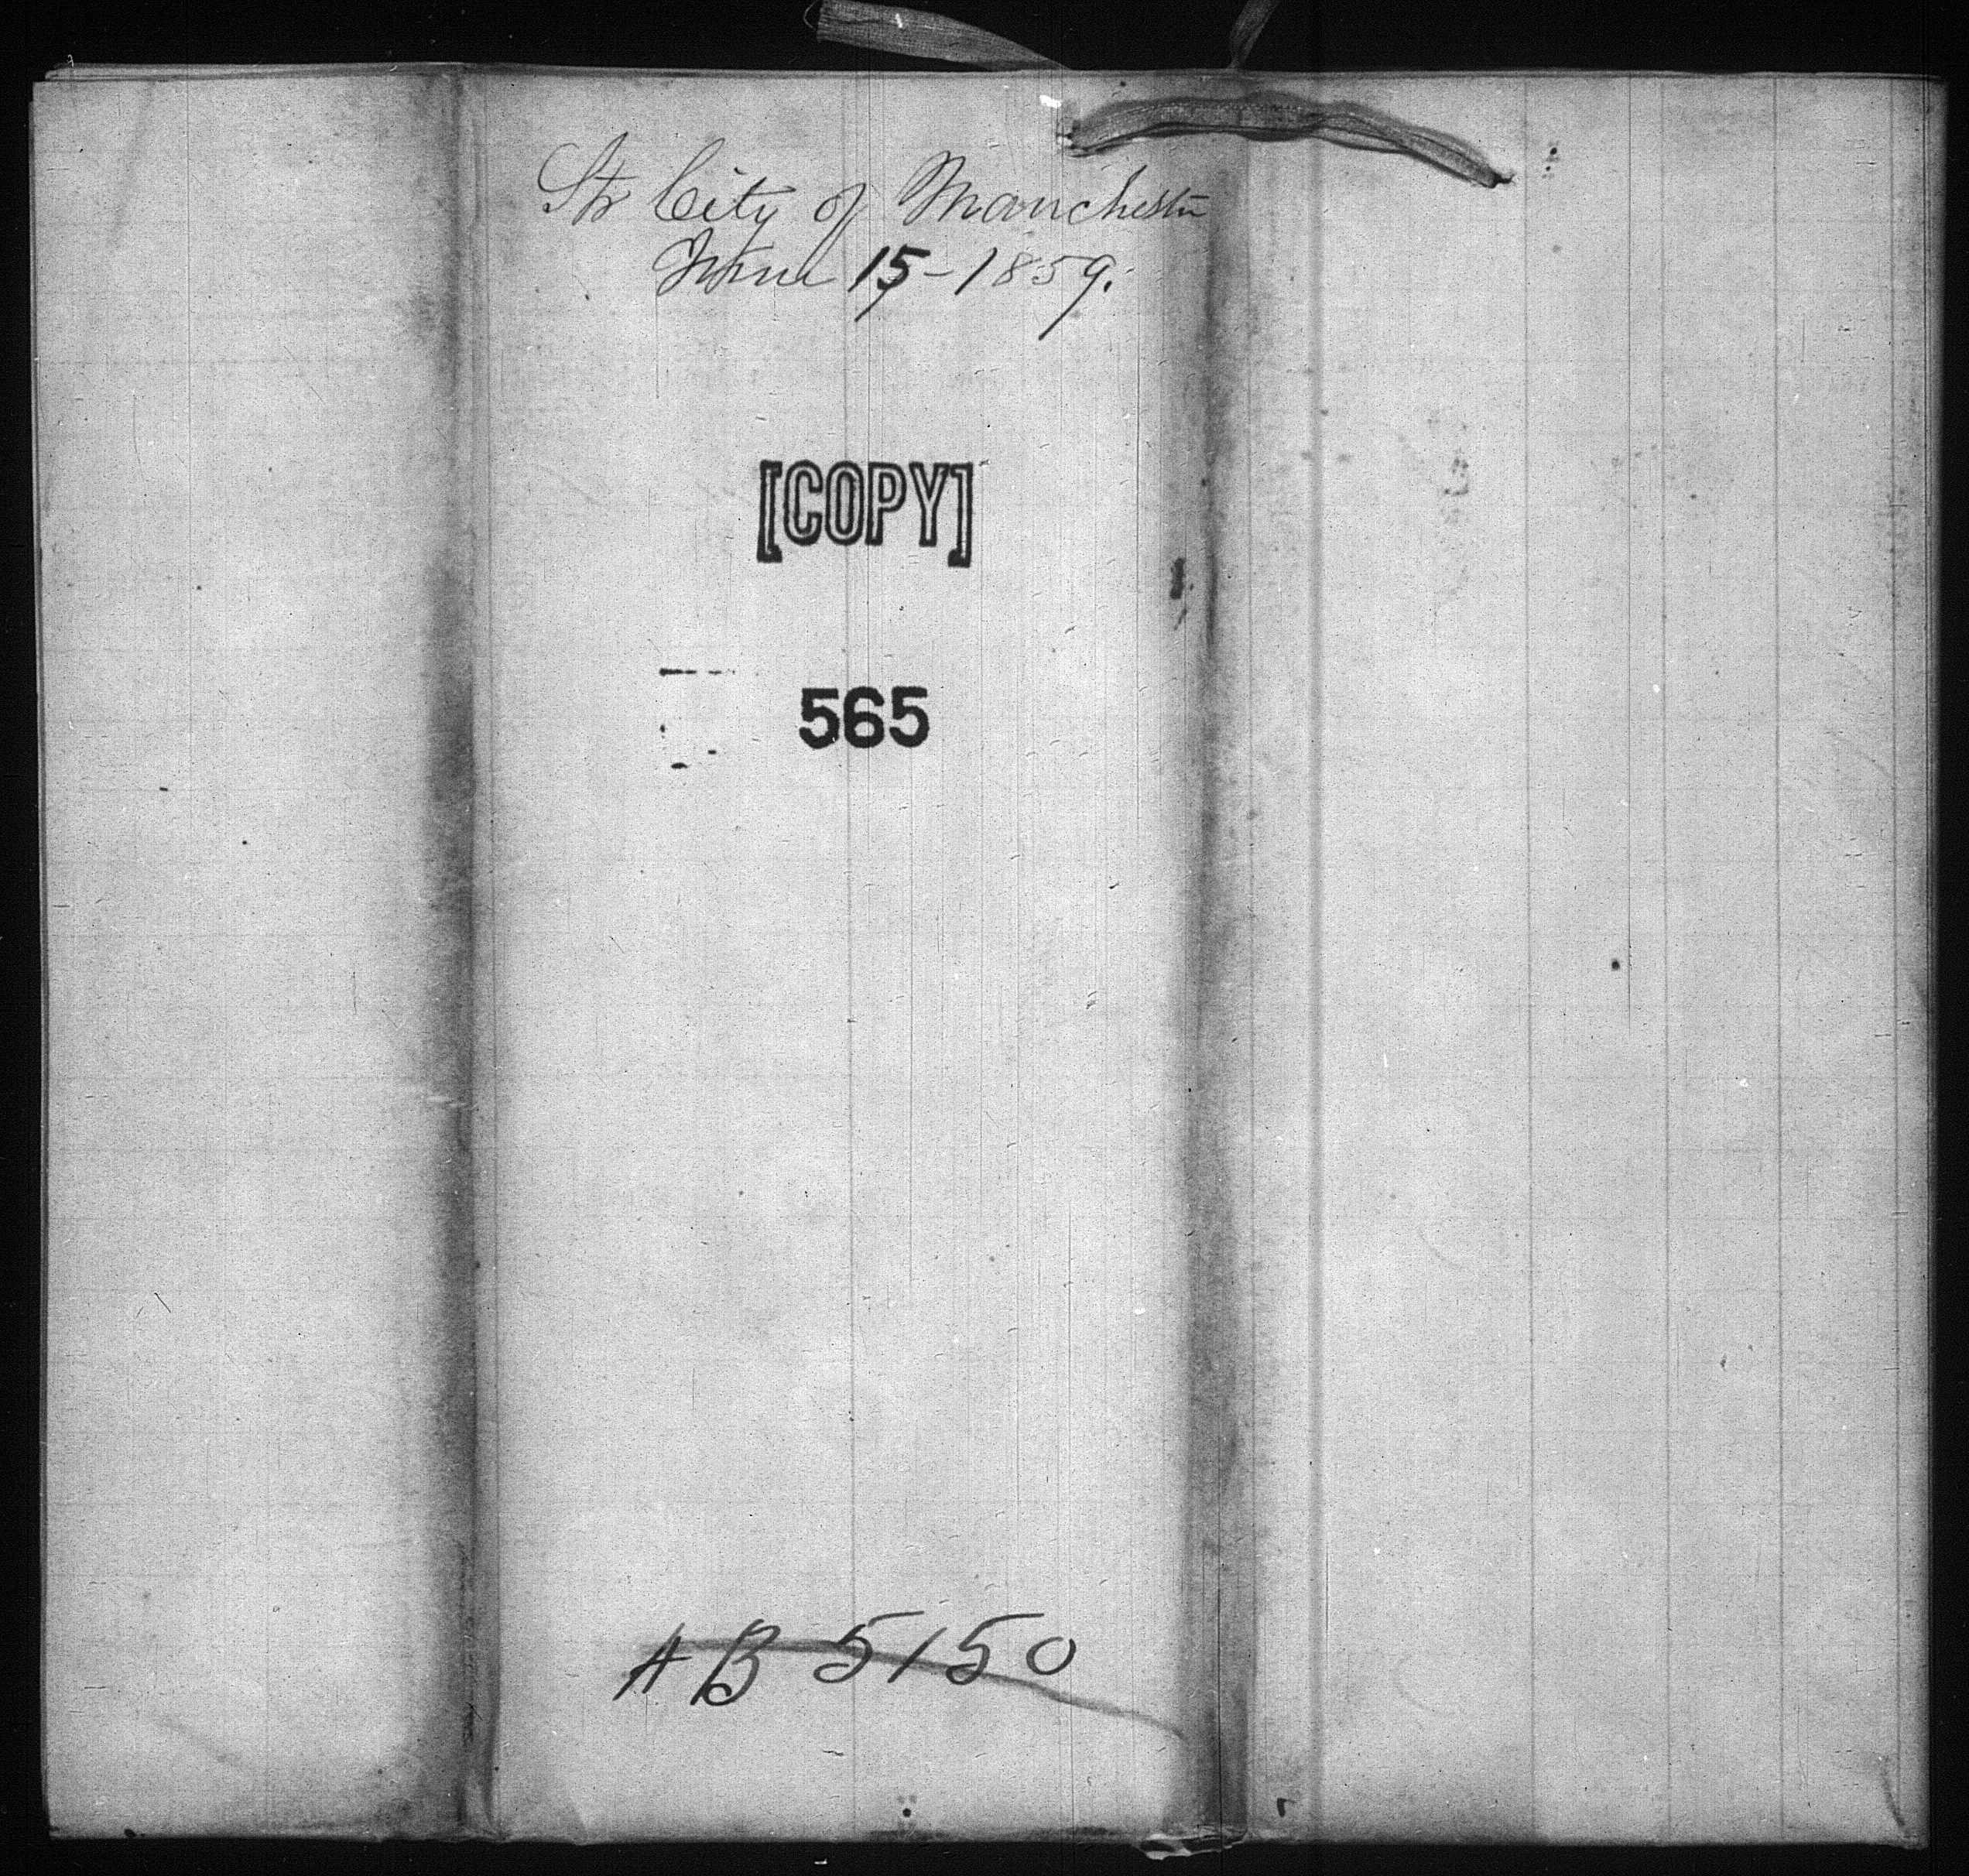 Str City of Manchester
June 15-1859.
[COPY]
565
AB 5150